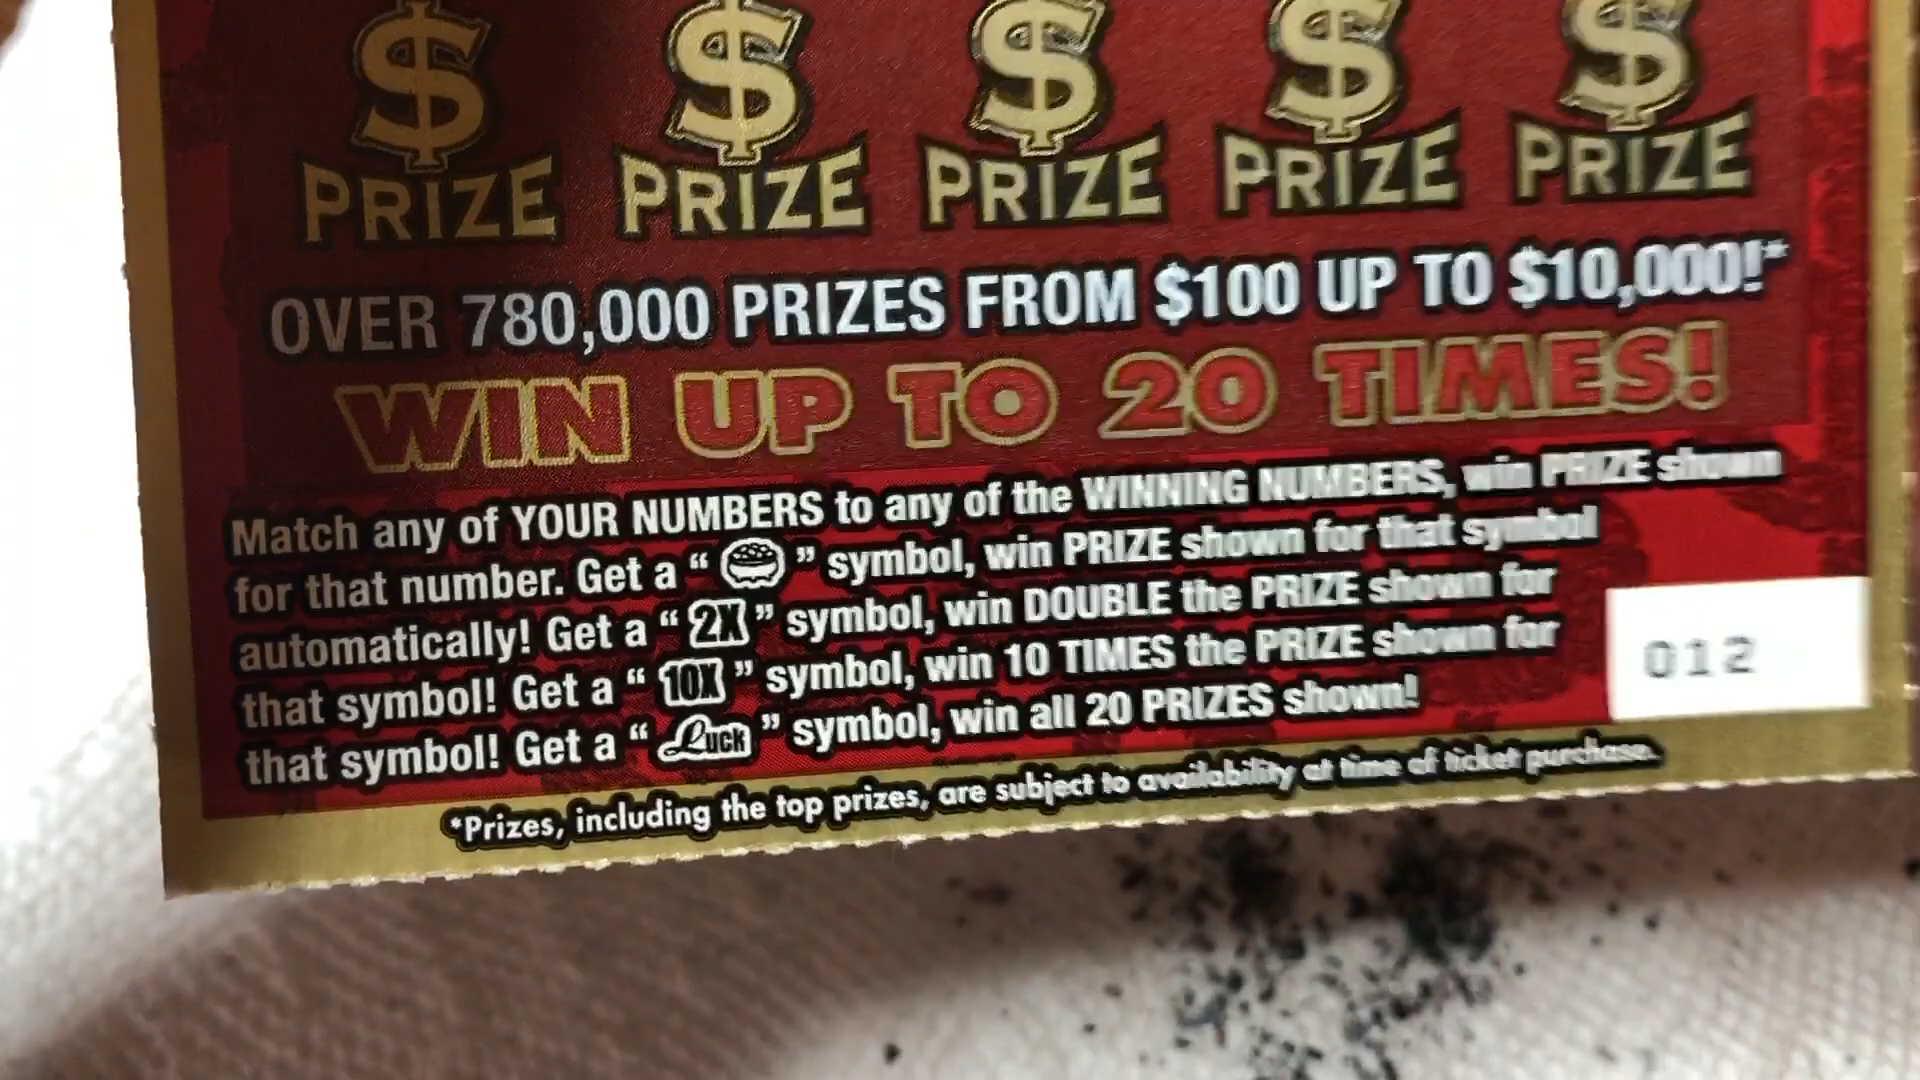 $ $ $ $ $
PRIZE PRIZE PRIZE PRIZE PRIZE
OVER 780,000 PRIZES FROM $100 UP TO $10,000!*
WIN UP TO 20 TIMES!
Match any of YOUR NUMBERS to any of the WINNING NUMBERS, win PRIZE shown
for that number. Get a “ ” symbol, win PRIZE shown for that symbol
automatically! Get a “ 2X ” symbol, win DOUBLE the PRIZE shown for
that symbol! Get a “ 10X ” symbol, win 10 TIMES the PRIZE shown for
that symbol! Get a “ Luck ” symbol, win all 20 PRIZES shown!
012
*Prizes, including the top prizes, are subject to availability at time of ticket purchase.